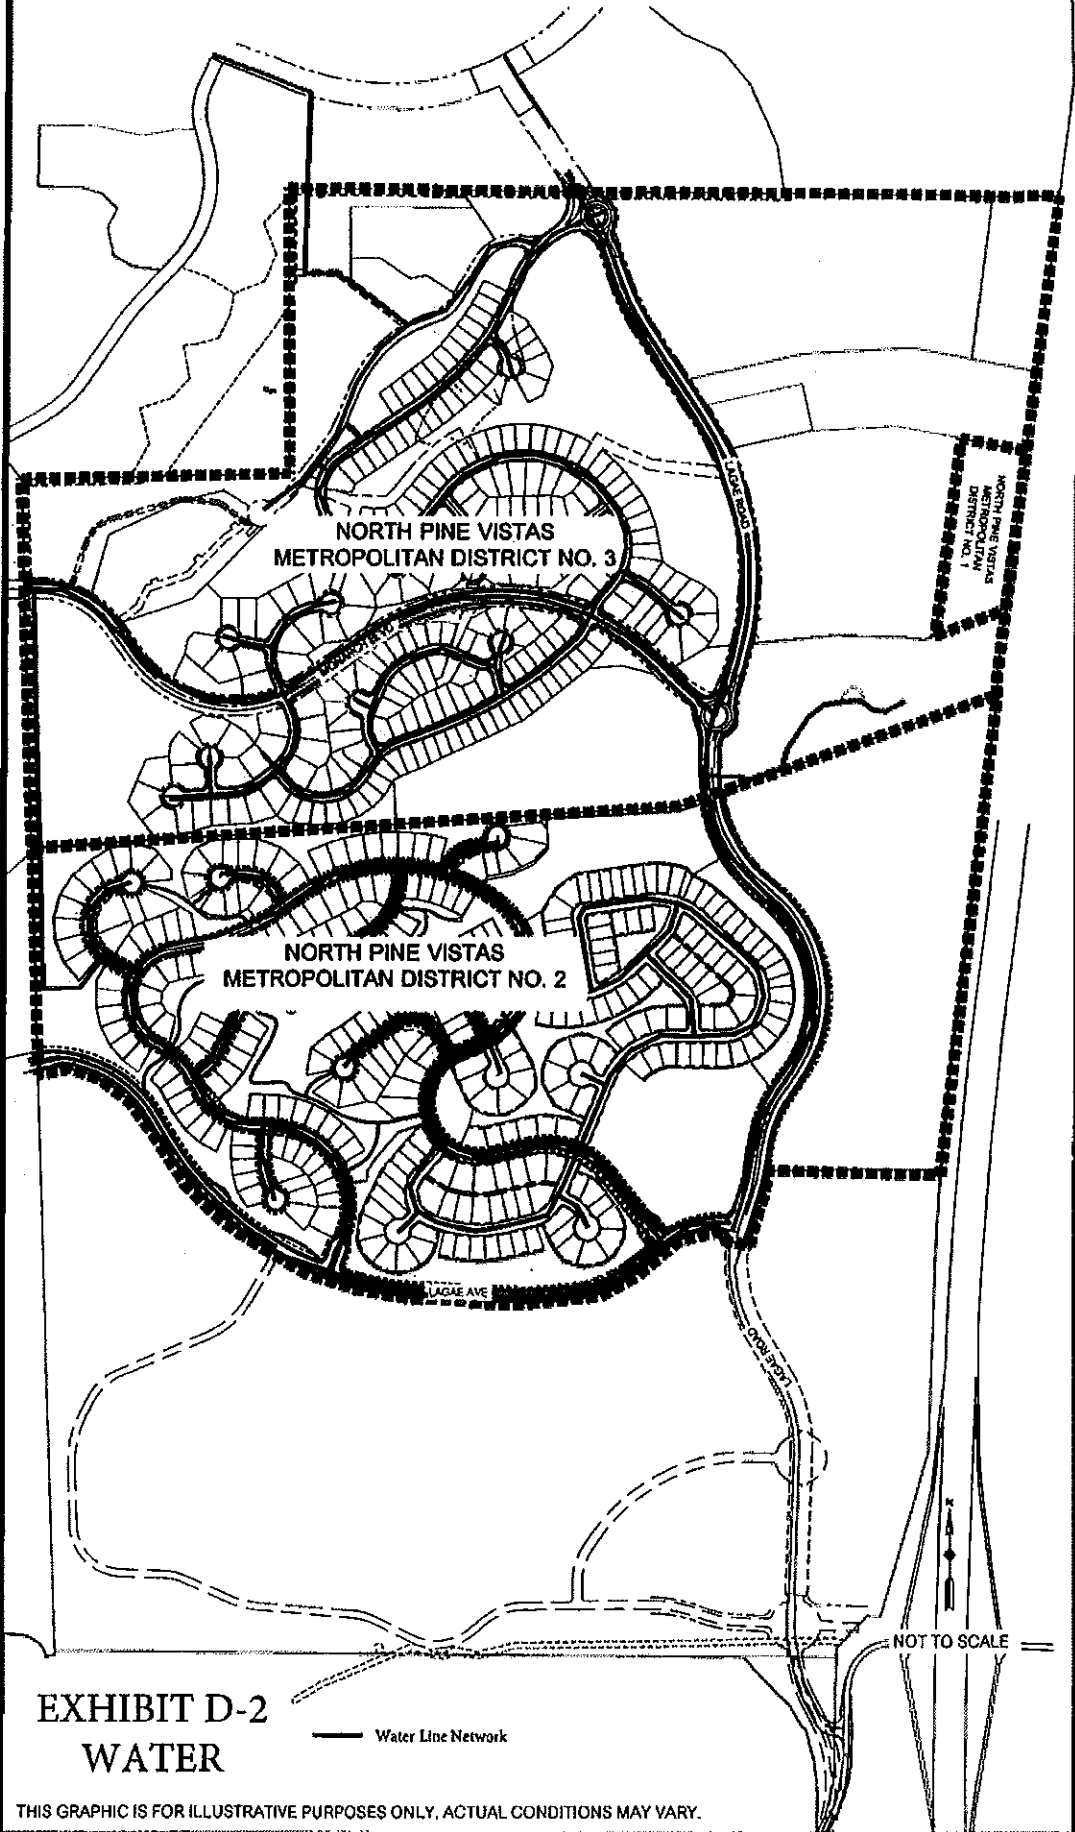 LAGAE ROAD
NORTH PINE VISTAS
METROPOLITAN
DISTRICT NO. 1
NORTH PINE VISTAS
METROPOLITAN DISTRICT NO. 3
MONARCH BLVD
NORTH PINE VISTAS
METROPOLITAN DISTRICT NO. 2
LAGAE AVE
LAGAE ROAD
N
NOT TO SCALE
EXHIBIT D-2
WATER
Water Line Network
THIS GRAPHIC IS FOR ILLUSTRATIVE PURPOSES ONLY, ACTUAL CONDITIONS MAY VARY.